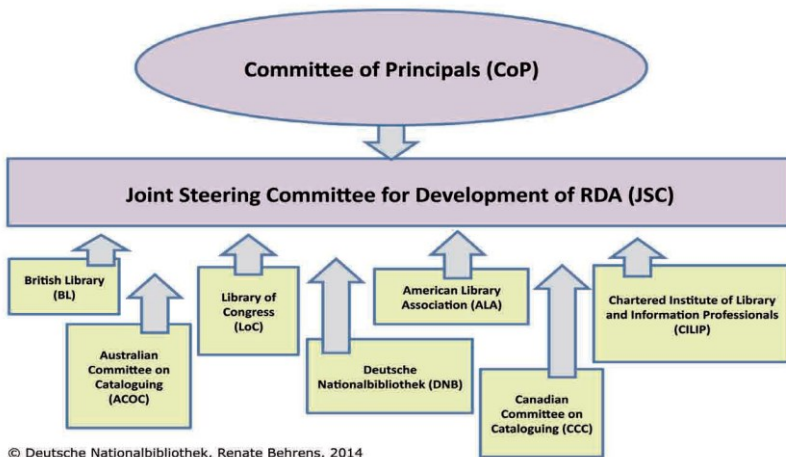 Committee of Principals (CoP)
Joint Steering Committee for Development of RDA (JSC)
British Library
(BL)
Australian
Committee on
Cataloguing
(ACOC)
Library of
Congress
(LoC)
Deutsche
Nationalbibliothek (DNB)
American Library
Association (ALA)
Canadian
Committee on
Cataloguing (CCC)
Chartered Institute of Library
and Information Professionals
(CILIP)
© Deutsche Nationalbibliothek, Renate Behrens, 2014